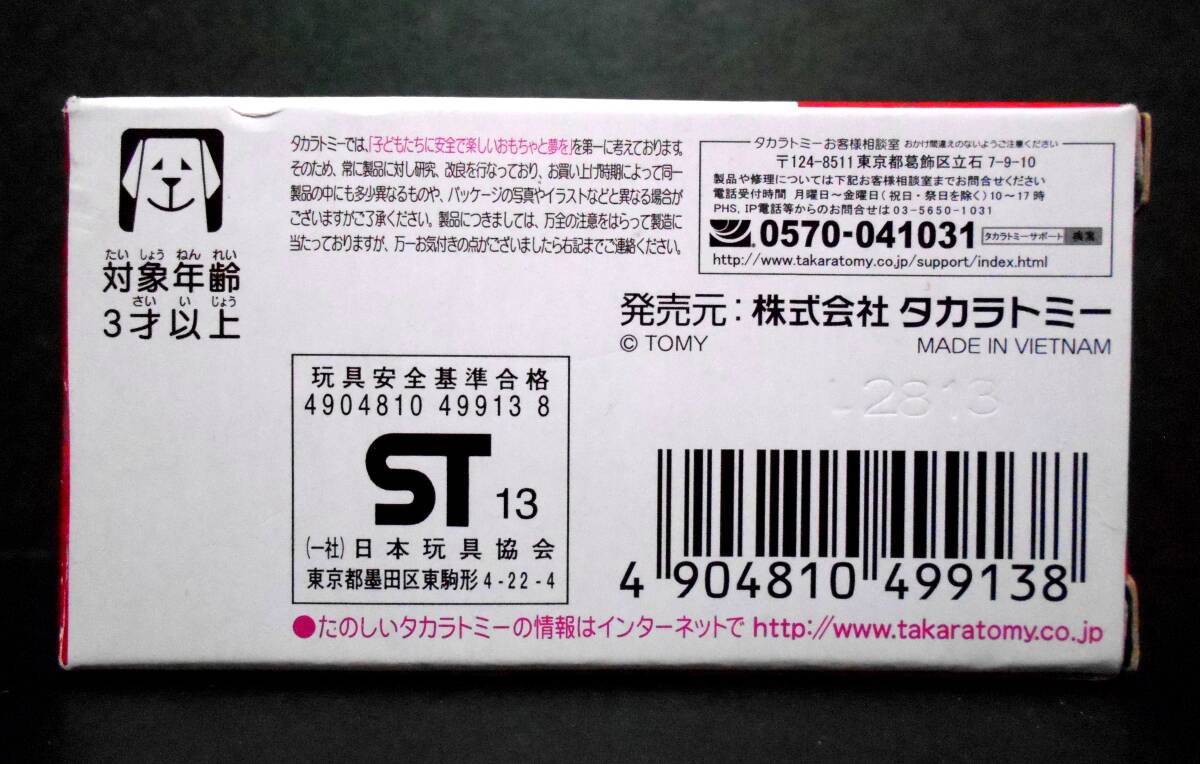 たい しょう ねん れい
対象年齢
さい い じょう
3才以上
タカラトミーでは、「子どもたちに安全で楽しいおもちゃと夢を」を第一に考えております。
そのため、常に製品に対し研究、改良を行なっており、お買い上げ時期によって同一
製品の中にも多少異なるものや、パッケージの写真やイラストなどと異なる場合が
ございますがご了承ください。製品につきましては、万全の注意をはらって製造に
当たっておりますが、万一お気付きの点がございましたら右記までご連絡ください。
タカラトミーお客様相談室 おかけ間違えのないようご注意ください
〒124-8511 東京都葛飾区立石 7-9-10
製品や修理については下記お客様相談室までお問合せください
電話受付時間 月曜日〜金曜日(祝日・祭日を除く)10〜17時
PHS, IP電話等からのお問合せは03-5650-1031
0570-041031 タカラトミーサポート 検索
http://www.takaratomy.co.jp/support/index.html
発売元:株式会社 タカラトミー
© TOMY MADE IN VIETNAM
2813
玩具安全基準合格
4904810 49913 8
ST 13
(一社)日本玩具協会
東京都墨田区東駒形4-22-4
4 904810 499138
●たのしいタカラトミーの情報はインターネットで http://www.takaratomy.co.jp